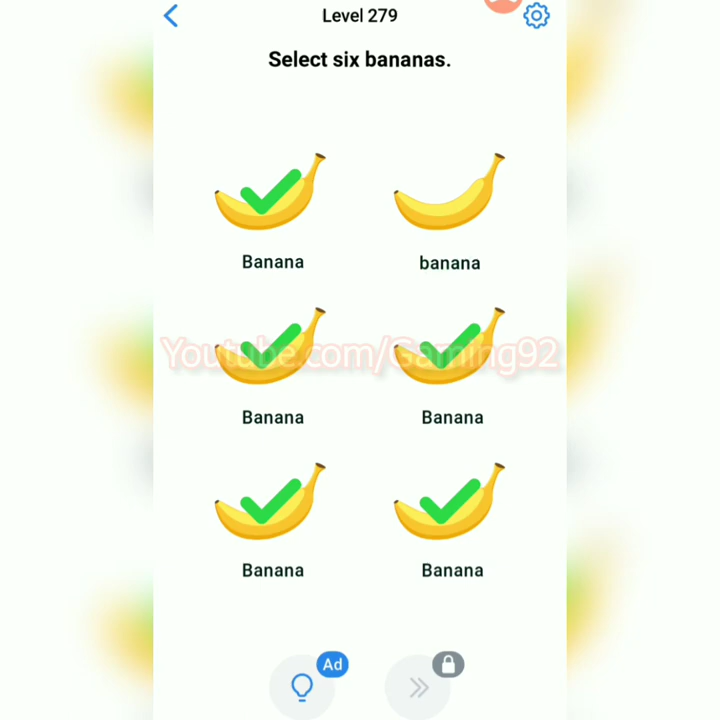 Level 279
Select six bananas.
Banana banana
Youtube.com/Gaming92
Banana Banana
Banana Banana
Ad